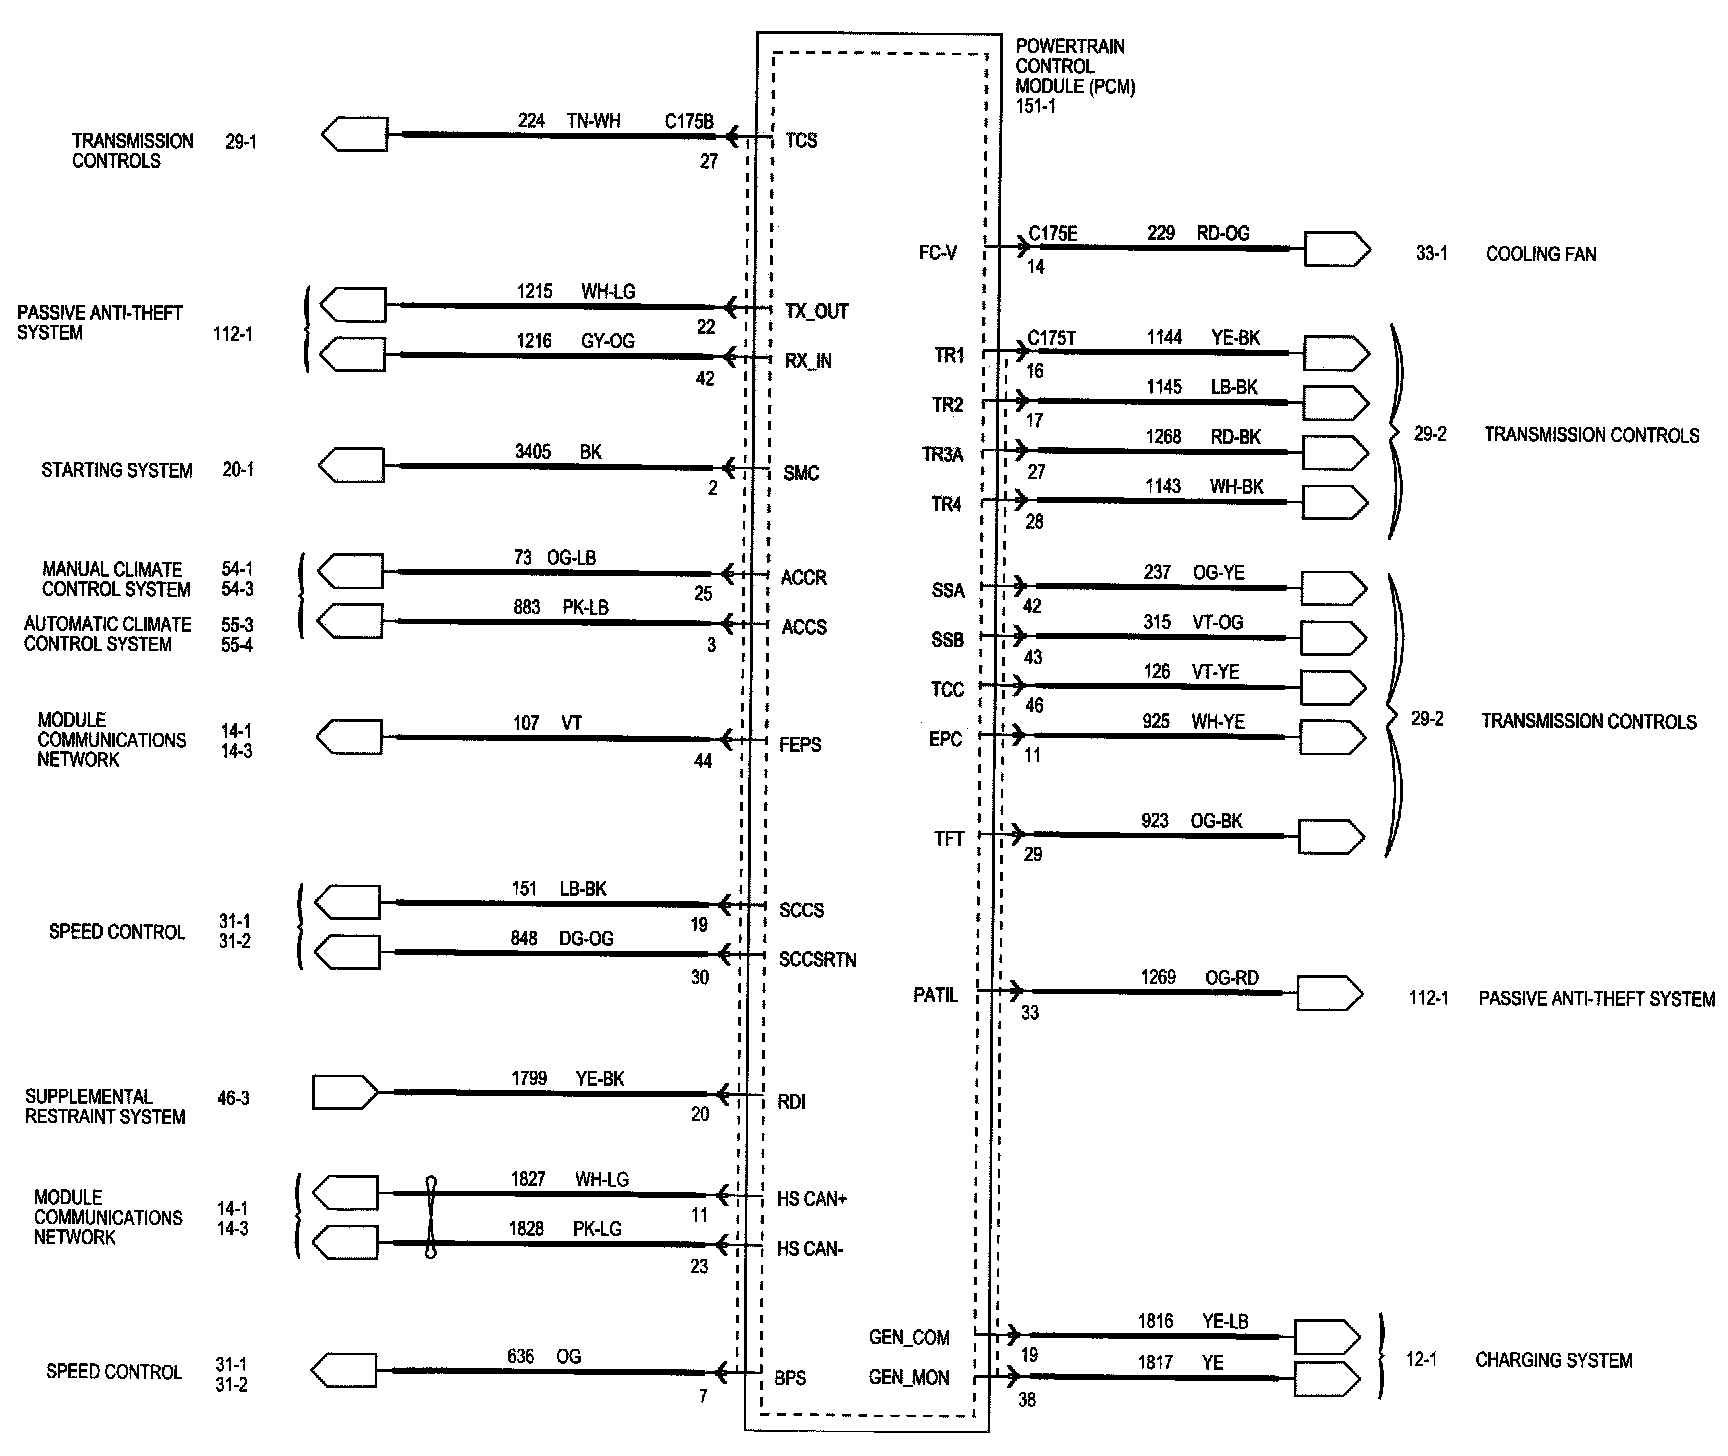 POWERTRAIN
CONTROL
MODULE (PCM)
151-1
TRANSMISSION
CONTROLS
29-1
224 TN-WH C175B
27
TCS
PASSIVE ANTI-THEFT
SYSTEM
112-1
1215 WH-LG
22
TX_OUT
1216 GY-OG
42
RX_IN
STARTING SYSTEM
20-1
3405 BK
2
SMC
MANUAL CLIMATE
CONTROL SYSTEM
54-1
54-3
AUTOMATIC CLIMATE
CONTROL SYSTEM
55-3
55-4
73 OG-LB
25
ACCR
883 PK-LB
3
ACCS
MODULE
COMMUNICATIONS
NETWORK
14-1
14-3
107 VT
44
FEPS
SPEED CONTROL
31-1
31-2
151 LB-BK
19
SCCS
848 DG-OG
30
SCCSRTN
SUPPLEMENTAL
RESTRAINT SYSTEM
46-3
1799 YE-BK
20
RDI
MODULE
COMMUNICATIONS
NETWORK
14-1
14-3
1827 WH-LG
11
HS CAN+
1828 PK-LG
23
HS CAN-
SPEED CONTROL
31-1
31-2
636 OG
7
BPS
FC-V
C175E
14
229 RD-OG
33-1
COOLING FAN
TR1
C175T
16
1144 YE-BK
TR2
17
1145 LB-BK
TR3A
27
1268 RD-BK
TR4
28
1143 WH-BK
29-2
TRANSMISSION CONTROLS
SSA
42
237 OG-YE
SSB
43
315 VT-OG
TCC
46
126 VT-YE
EPC
11
925 WH-YE
TFT
29
923 OG-BK
29-2
TRANSMISSION CONTROLS
PATIL
33
1269 OG-RD
112-1
PASSIVE ANTI-THEFT SYSTEM
GEN_COM
19
1816 YE-LB
GEN_MON
38
1817 YE
12-1
CHARGING SYSTEM